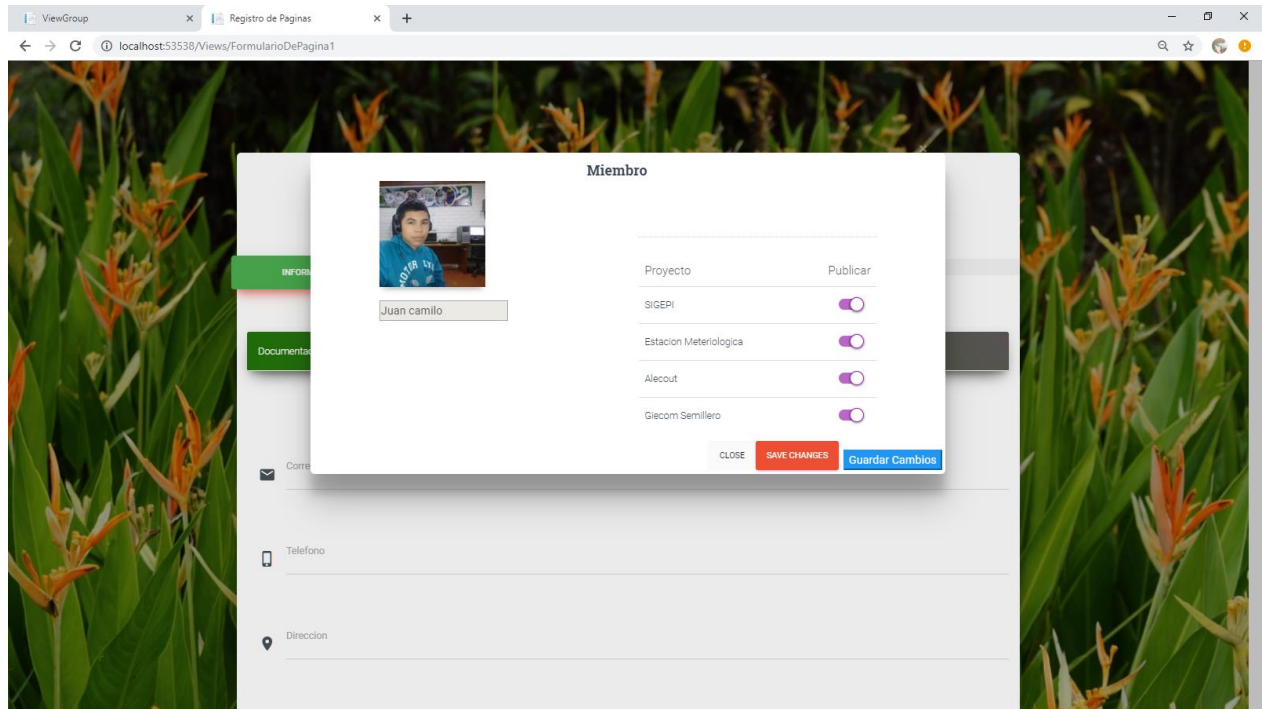 ViewGroup
Registro de Paginas
localhost:53538/Views/FormularioDePagina1
Miembro
Juan camilo
Proyecto Publicar
SIGEPI
Estacion Meteriologica
Alecout
Giecom Semillero
CLOSE SAVE CHANGES Guardar Cambios
INFORM
Documentac
Corre
Telefono
Direccion